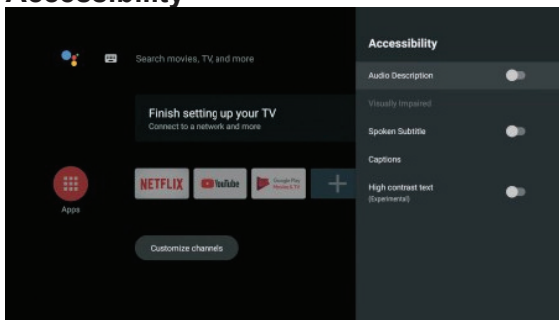 Accessibility
Search movies, TV, and more
Finish setting up your TV
Connect to a network and more
NETFLIX
YouTube
Google Play
Movies & TV
Apps
Customize channels
Accessibility
Audio Description
Visually Impaired
Spoken Subtitle
Captions
High contrast text
(Experimental)